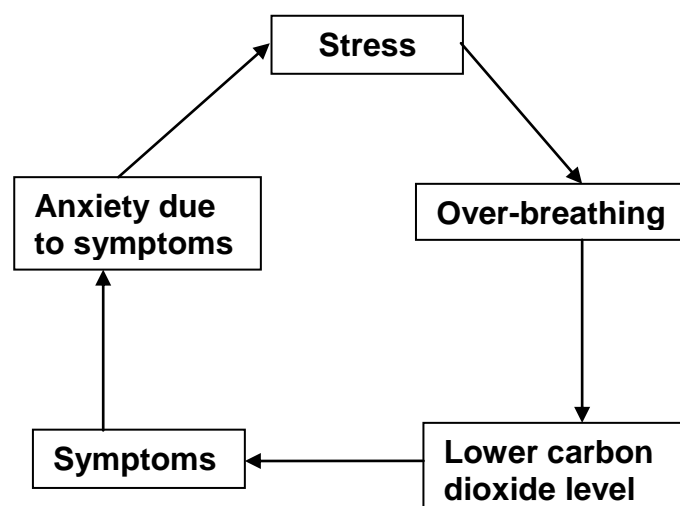 Stress
Over-breathing
Lower carbon
dioxide level
Symptoms
Anxiety due
to symptoms